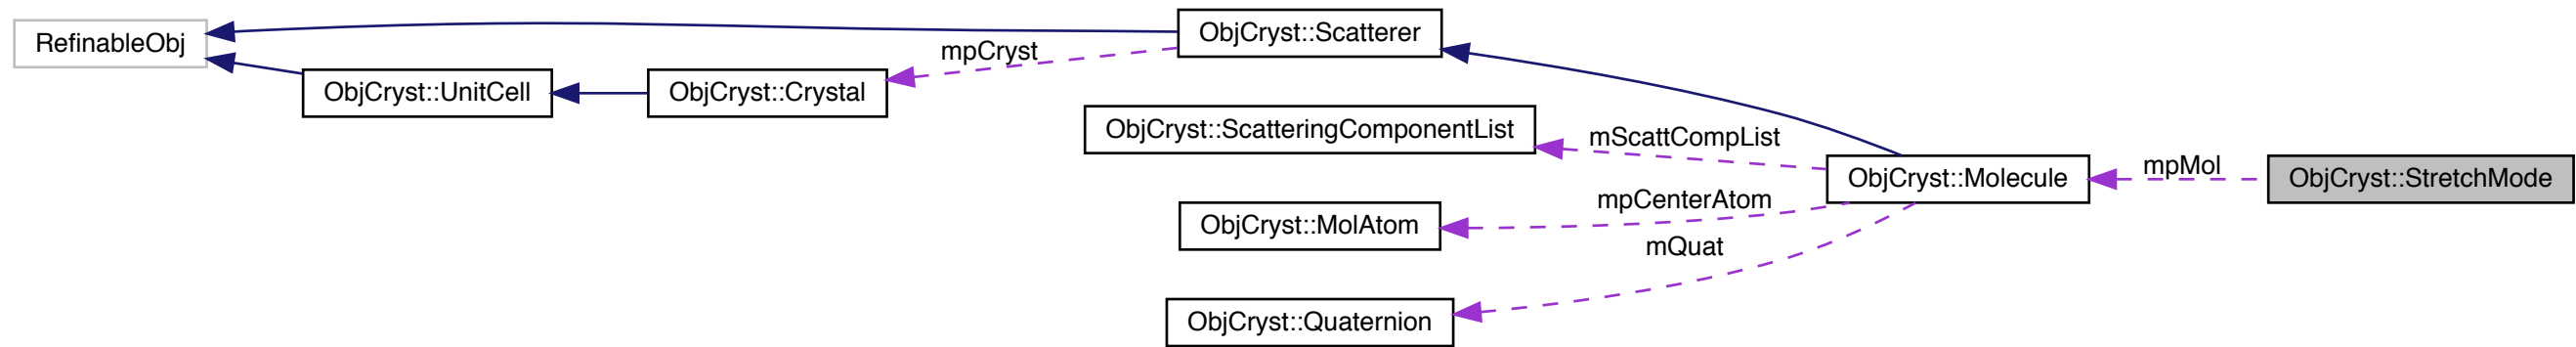 RefinableObj
ObjCryst::Scatterer
mpCryst
ObjCryst::UnitCell
ObjCryst::Crystal
ObjCryst::ScatteringComponentList
mScattCompList
mpMol
ObjCryst::Molecule
ObjCryst::StretchMode
mpCenterAtom
ObjCryst::MolAtom
mQuat
ObjCryst::Quaternion